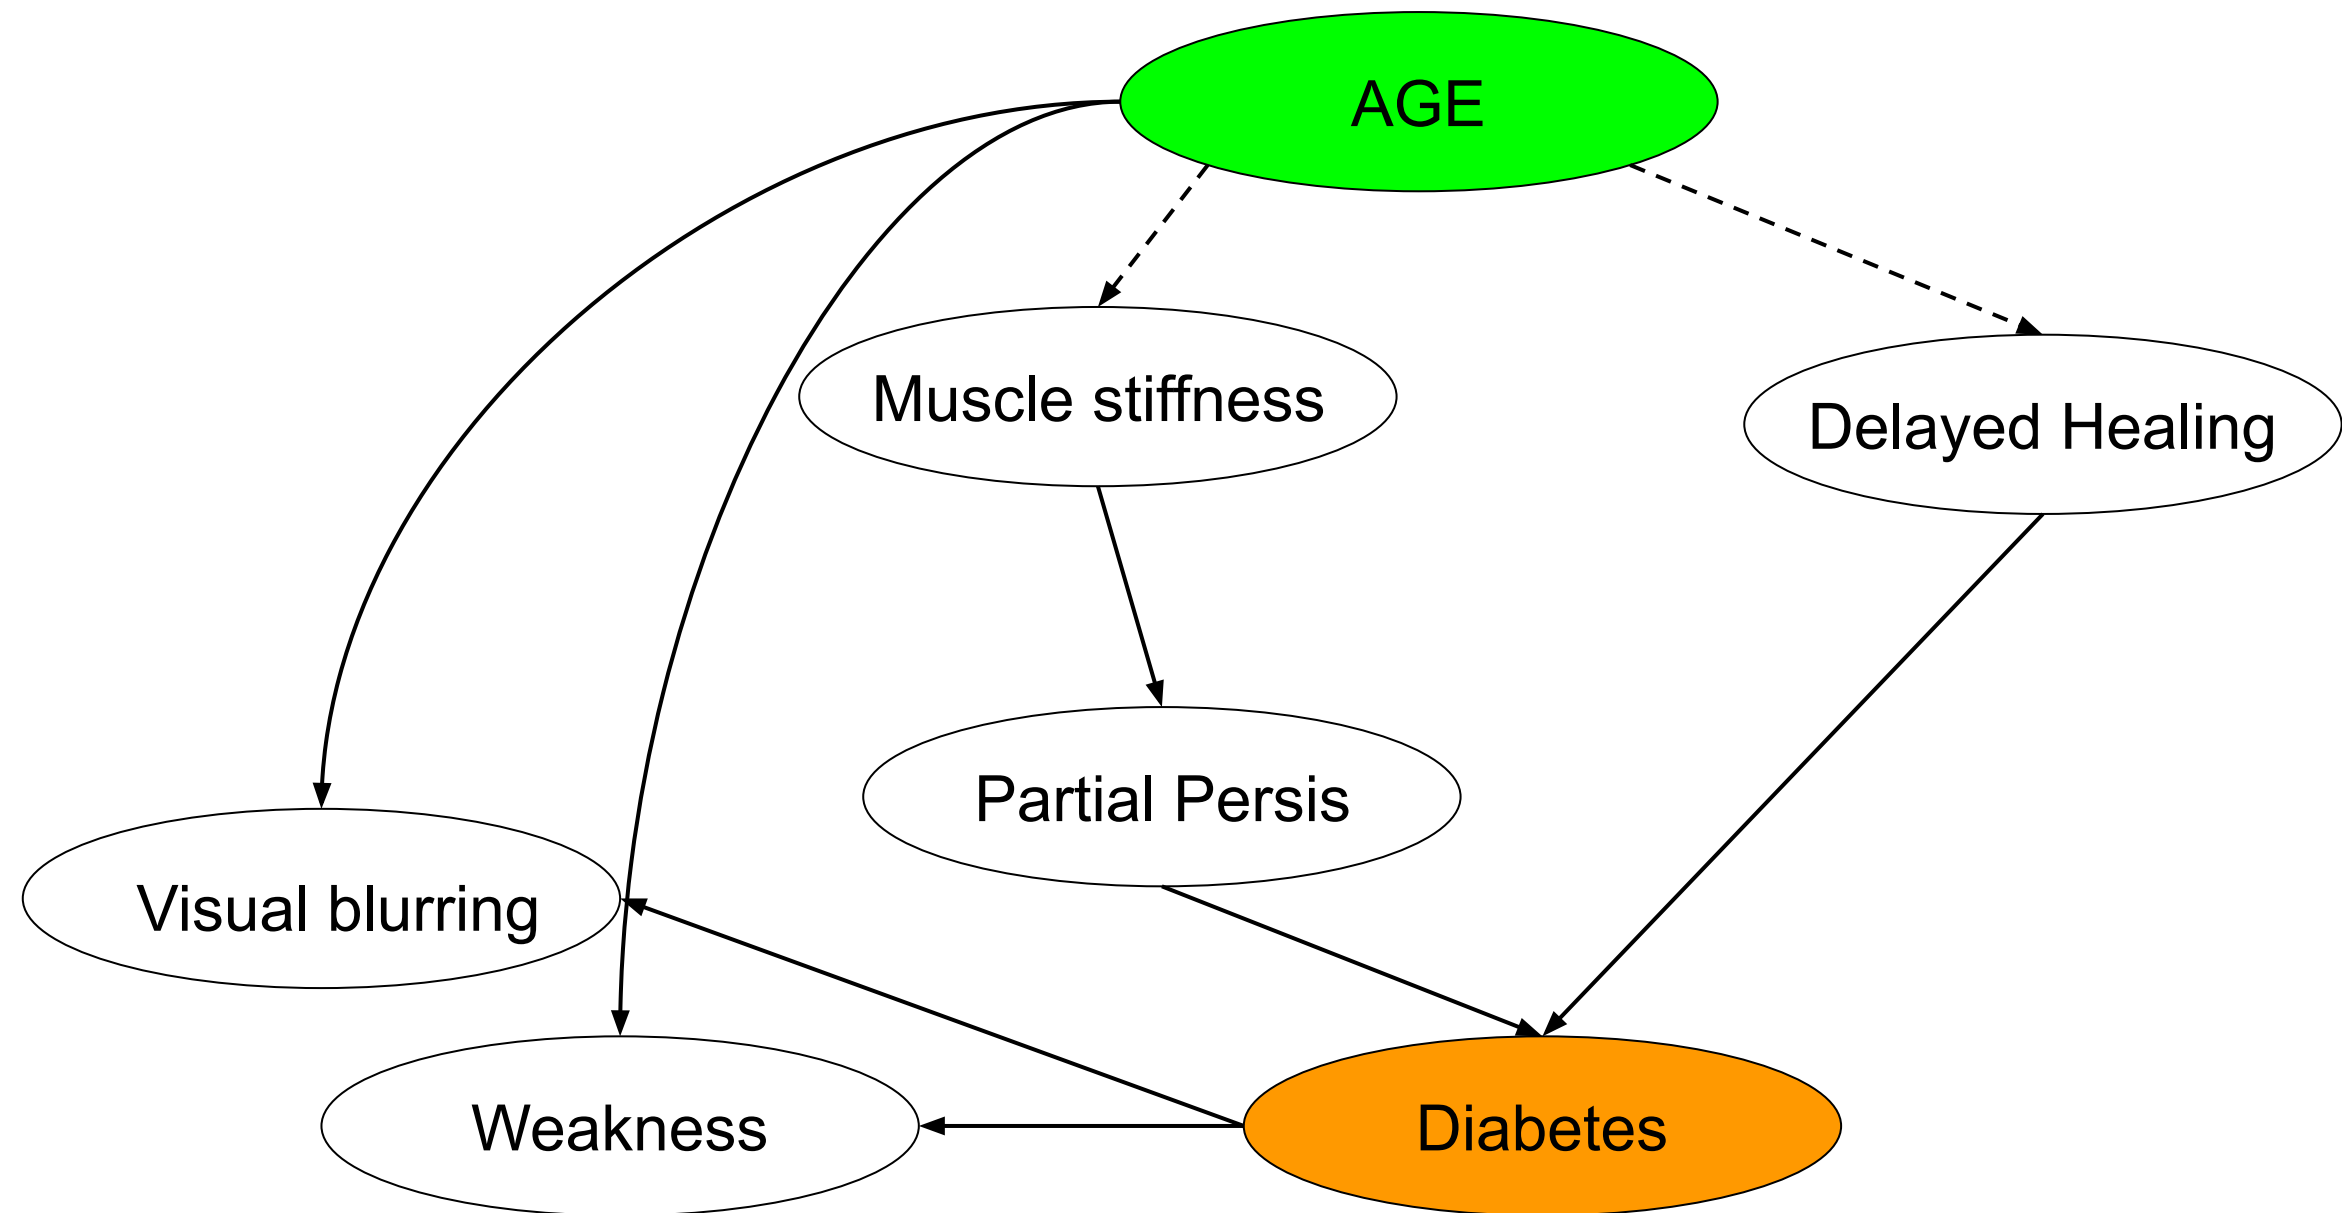 AGE
Muscle stiffness
Delayed Healing
Partial Persis
Visual blurring
Weakness
Diabetes